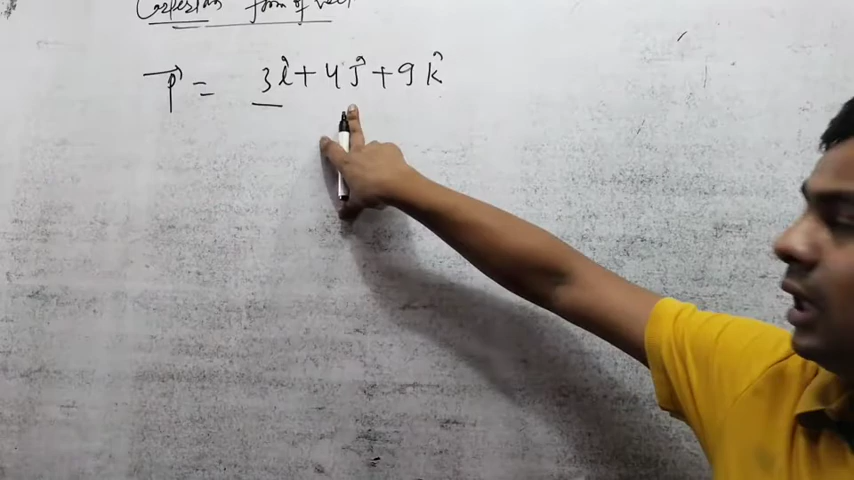 Cartesian form of vect
p⃗ = 3î + 4ĵ + 9k̂